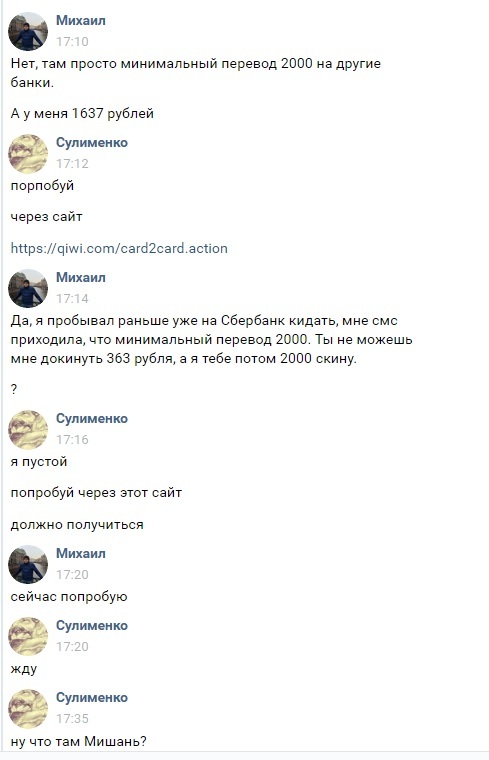 Михаил
17:10
Нет, там просто минимальный перевод 2000 на другие
банки.
А у меня 1637 рублей
Сулименко
17:12
порпобуй
через сайт
https://qiwi.com/card2card.action
Михаил
17:14
Да, я пробывал раньше уже на Сбербанк кидать, мне смс
приходила, что минимальный перевод 2000. Ты не можешь
мне докинуть 363 рубля, а я тебе потом 2000 скину.
?
Сулименко
17:16
я пустой
попробуй через этот сайт
должно получиться
Михаил
17:20
сейчас попробую
Сулименко
17:20
жду
Сулименко
17:35
ну что там Мишань?